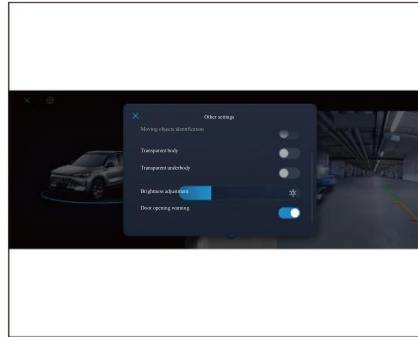 Other settings
Moving objects identification
Transparent body
Transparent underbody
Brightness adjustment
Door opening warning